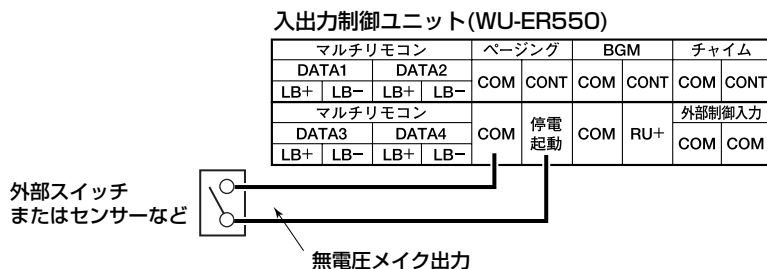 入出力制御ユニット(WU-ER550)
マルチリモコン ページング BGM チャイム
DATA1 DATA2 COM CONT COM CONT COM CONT
LB+ LB− LB+ LB−
マルチリモコン COM 停電起動 COM RU+ 外部制御入力
DATA3 DATA4 COM COM
LB+ LB− LB+ LB−
外部スイッチ
またはセンサーなど
無電圧メイク出力